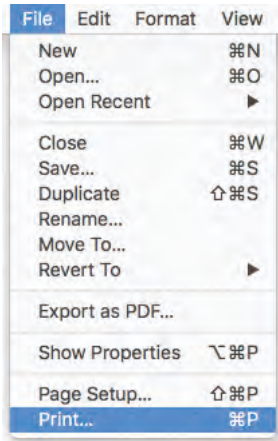 File Edit Format View
New ⌘N
Open... ⌘O
Open Recent ▶
Close ⌘W
Save... ⌘S
Duplicate ⇧⌘S
Rename...
Move To...
Revert To ▶
Export as PDF...
Show Properties ⌥⌘P
Page Setup... ⇧⌘P
Print... ⌘P